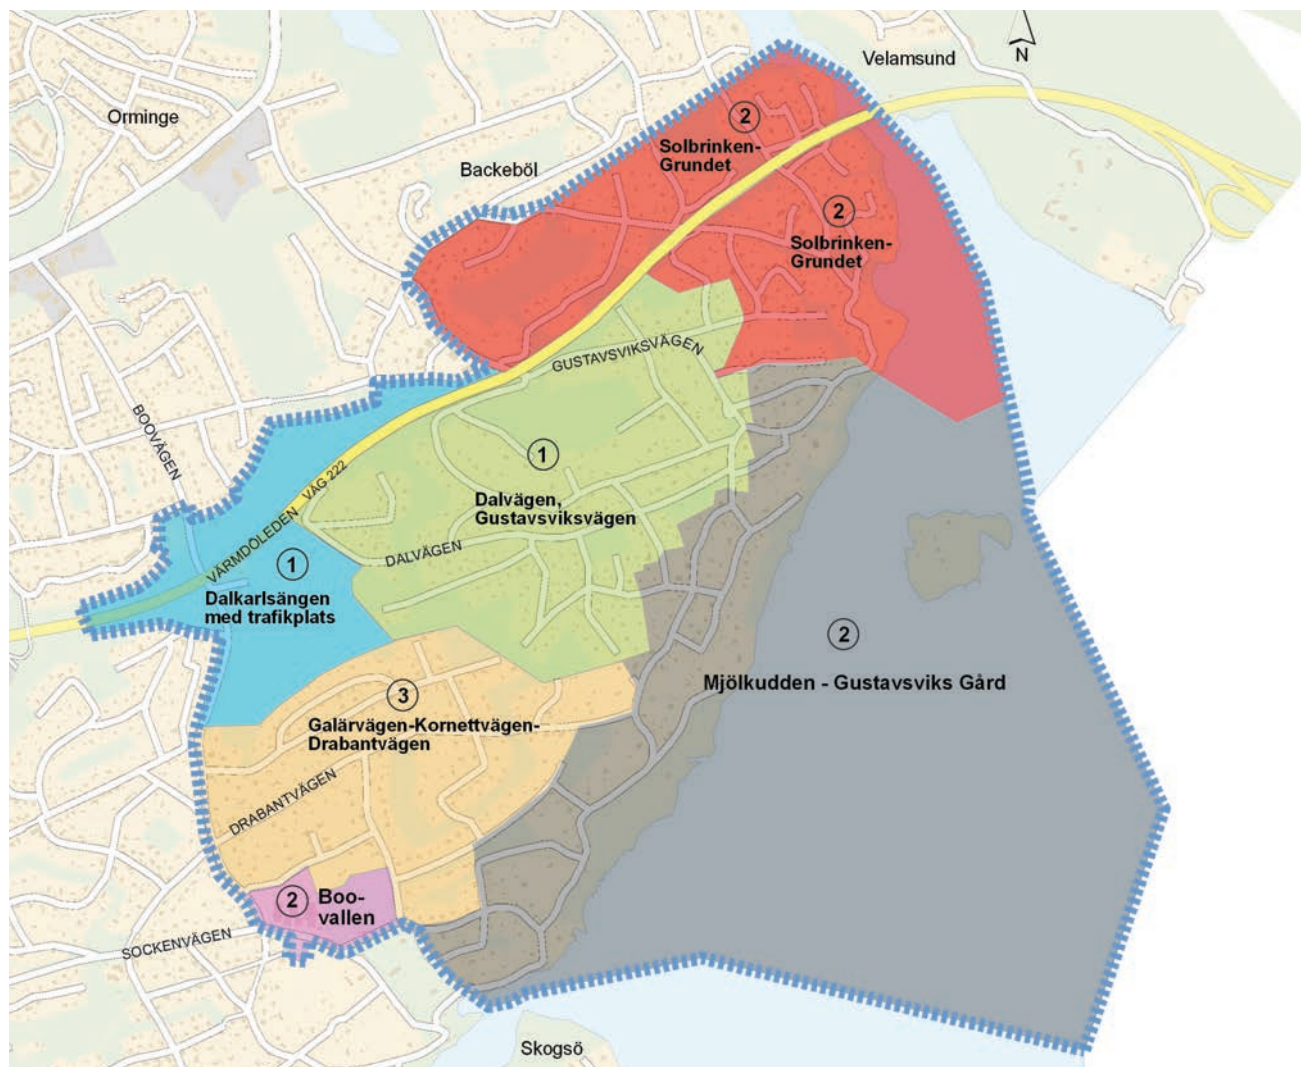 N
Velamsund
Orminge
2
Solbrinken-
Grundet
Backeböl
2
Solbrinken-
Grundet
GUSTAVSVIKSVÄGEN
BOOVÄGEN
1
VÄG 222
Dalvägen,
Gustavsviksvägen
VÄRMDÖLEDEN
DALVÄGEN
1
Dalkarlsängen
med trafikplats
2
Mjölkudden - Gustavsviks Gård
3
Galärvägen-Kornettvägen-
Drabantvägen
DRABANTVÄGEN
2
Boo-
vallen
SOCKENVÄGEN
Skogsö